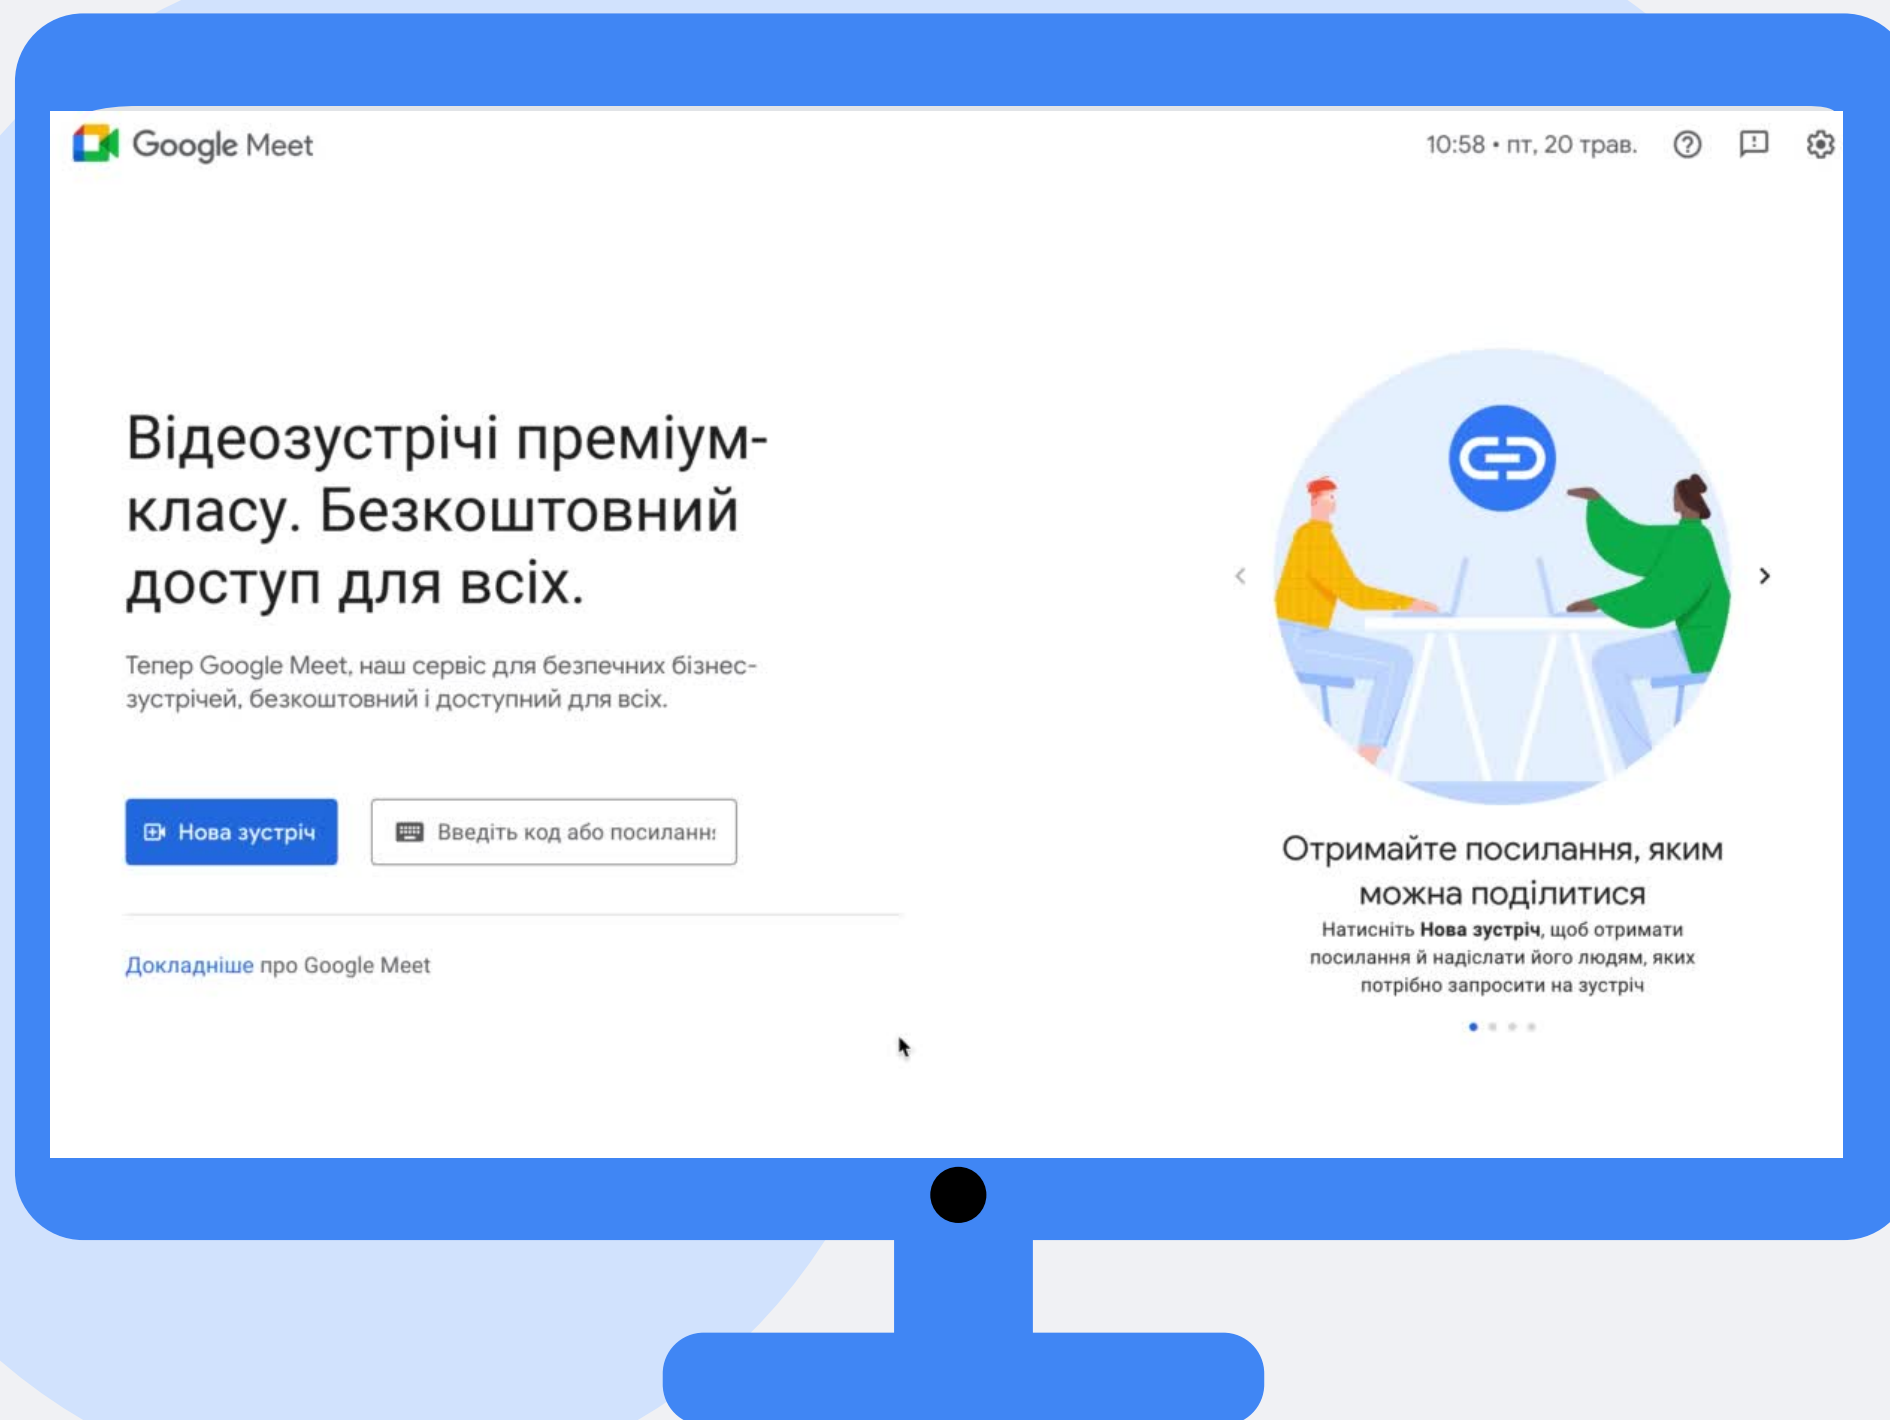 Google Meet
10:58 • пт, 20 трав.
Відеозустрічі преміум-
класу. Безкоштовний
доступ для всіх.
Тепер Google Meet, наш сервіс для безпечних бізнес-
зустрічей, безкоштовний і доступний для всіх.
Нова зустріч
Введіть код або посилання
Докладніше про Google Meet
Отримайте посилання, яким
можна поділитися
Натисніть Нова зустріч, щоб отримати
посилання й надіслати його людям, яких
потрібно запросити на зустріч